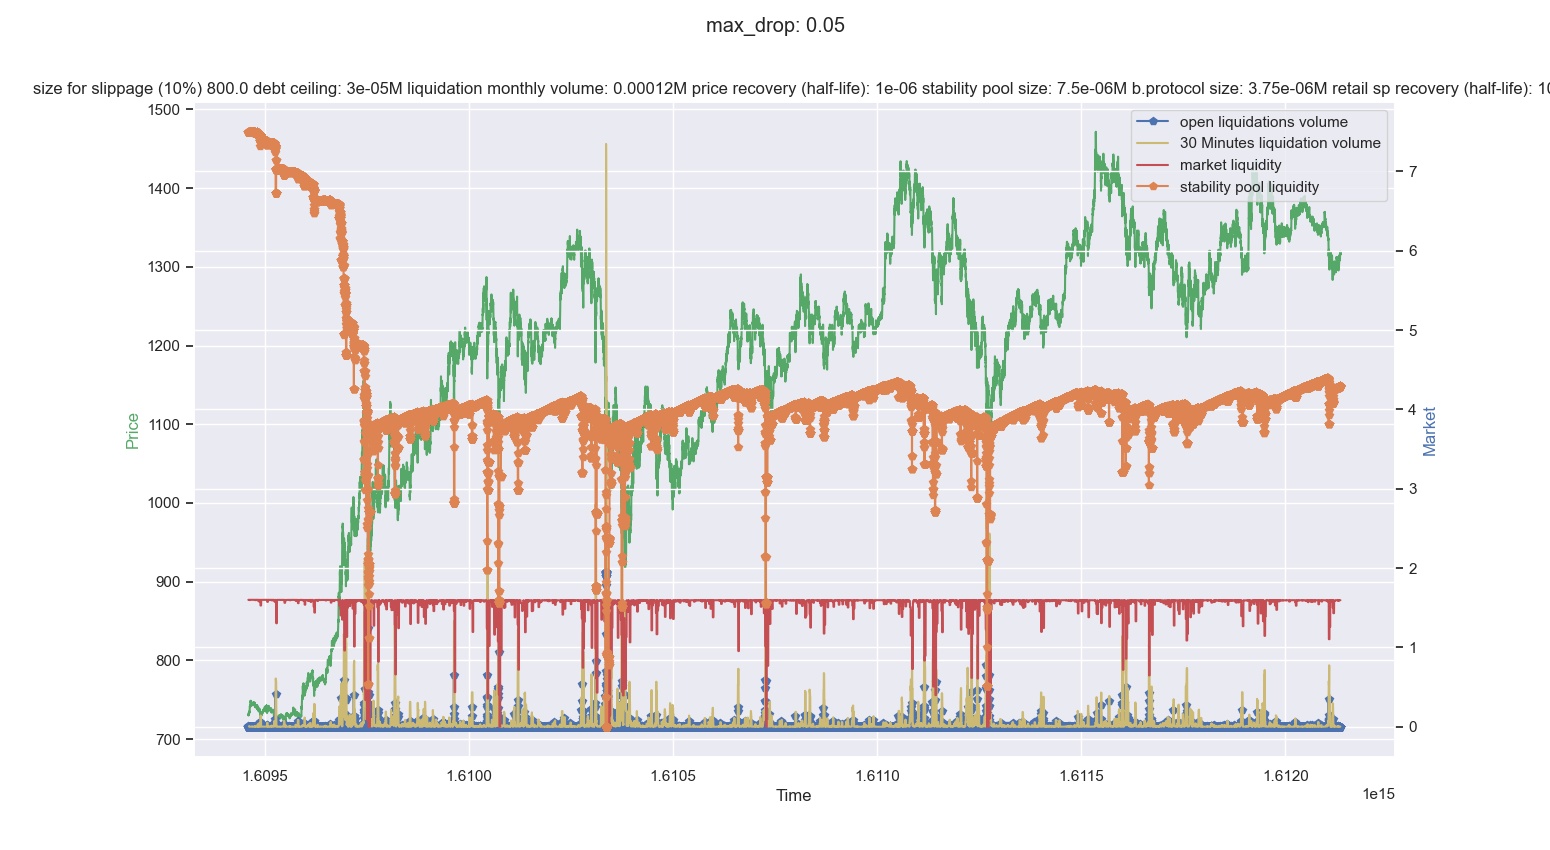 max_drop: 0.05
size for slippage (10%) 800.0 debt ceiling: 3e-05M liquidation monthly volume: 0.00012M price recovery (half-life): 1e-06 stability pool size: 7.5e-06M b.protocol size: 3.75e-06M retail sp recovery (half-life): 10
open liquidations volume
30 Minutes liquidation volume
market liquidity
stability pool liquidity
1500
1400
1300
1200
1100
1000
900
800
700
Price
7
6
5
4
3
2
1
0
Market
1.6095 1.6100 1.6105 1.6110 1.6115 1.6120
Time
1e15